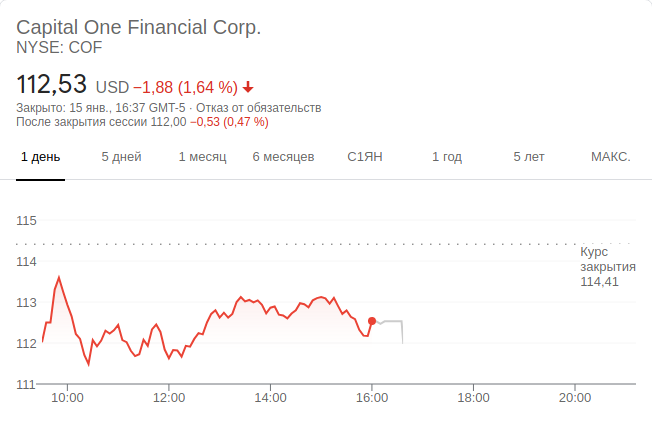 Capital One Financial Corp.
NYSE: COF
112,53 USD −1,88 (1,64 %)
Закрыто: 15 янв., 16:37 GMT-5 · Отказ от обязательств
После закрытия сессии 112,00 −0,53 (0,47 %)
1 день 5 дней 1 месяц 6 месяцев С1ЯН 1 год 5 лет МАКС.
115
114
113
112
111
Курс
закрытия
114,41
10:00 12:00 14:00 16:00 18:00 20:00